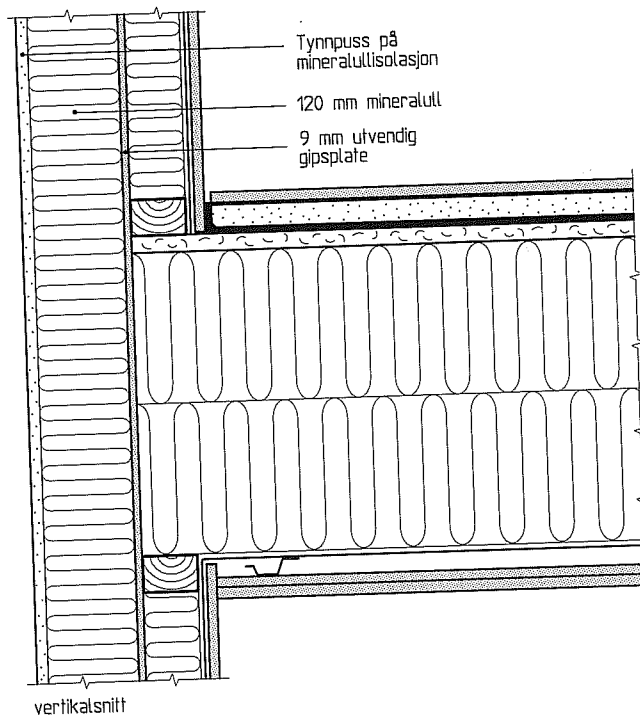 Tynnpuss på
mineralullisolasjon
120 mm mineralull
9 mm utvendig
gipsplate
vertikalsnitt